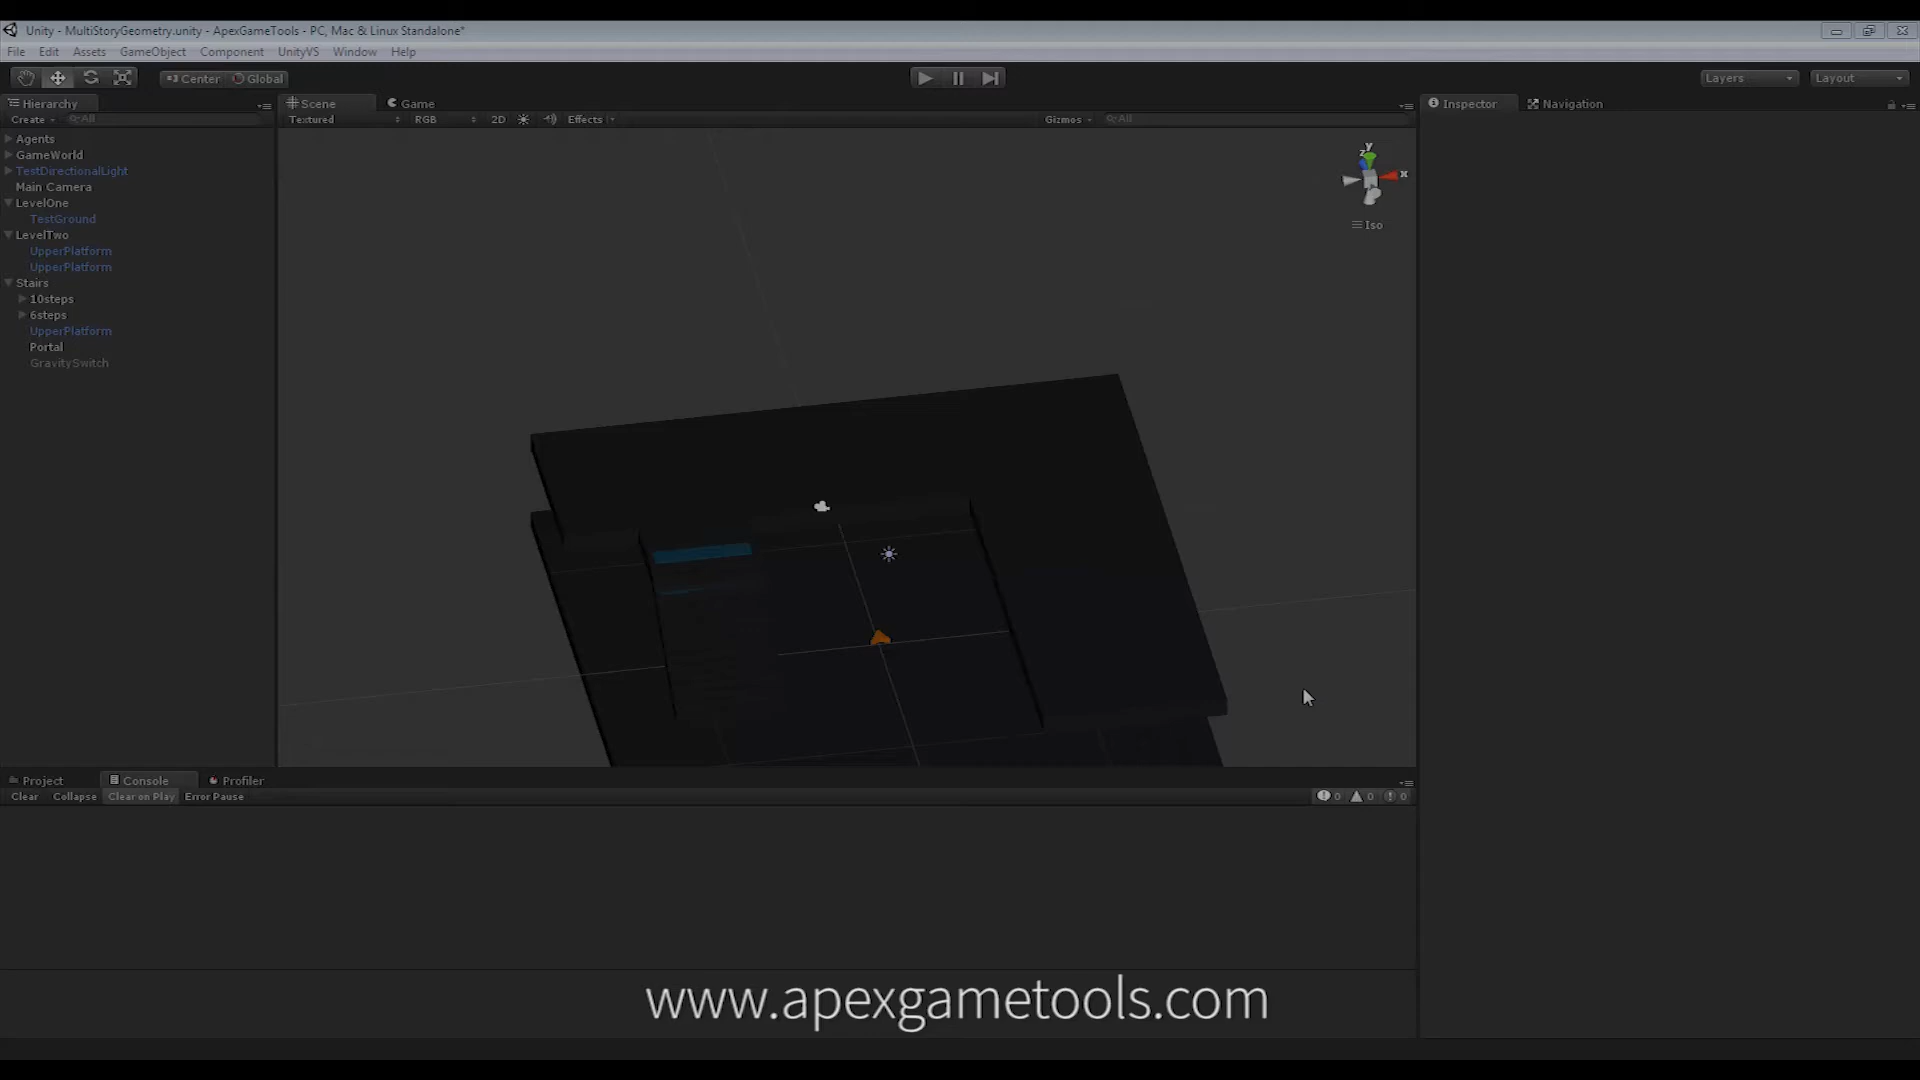 Unity - MultiStoryGeometry.unity - ApexGameTools - PC, Mac & Linux Standalone*
File Edit Assets GameObject Component UnityVS Window Help
Center Global Layers Layout
Hierarchy Scene Game Inspector Navigation
Create All Textured RGB 2D Effects Gizmos All
Agents
GameWorld
TestDirectionalLight
Main Camera
LevelOne
TestGround
LevelTwo
UpperPlatform
UpperPlatform
Stairs
10steps
6steps
UpperPlatform
Portal
GravitySwitch
y
z
x
Iso
Project Console Profiler
Clear Collapse Clear on Play Error Pause 0 0 0
www.apexgametools.com